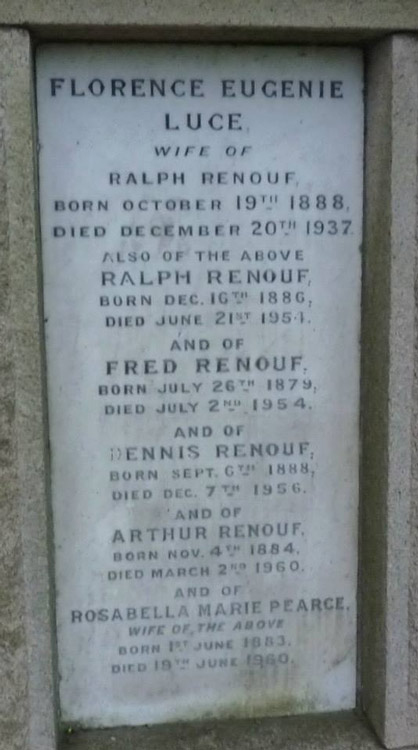 FLORENCE EUGENIE
LUCE,
WIFE OF
RALPH RENOUF,
BORN OCTOBER 19TH 1888,
DIED DECEMBER 20TH 1937.
ALSO OF THE ABOVE
RALPH RENOUF,
BORN DEC. 16TH 1886,
DIED JUNE 21ST 1954.
AND OF
FRED RENOUF,
BORN JULY 26TH 1879,
DIED JULY 2ND 1954.
AND OF
DENNIS RENOUF,
BORN SEPT. 6TH 1888,
DIED DEC. 7TH 1956.
AND OF
ARTHUR RENOUF,
BORN NOV. 4TH 1884.
DIED MARCH 2ND 1960.
AND OF
ROSABELLA MARIE PEARCE.
WIFE OF THE ABOVE
BORN 1ST JUNE 1883.
DIED 19TH JUNE 1960.